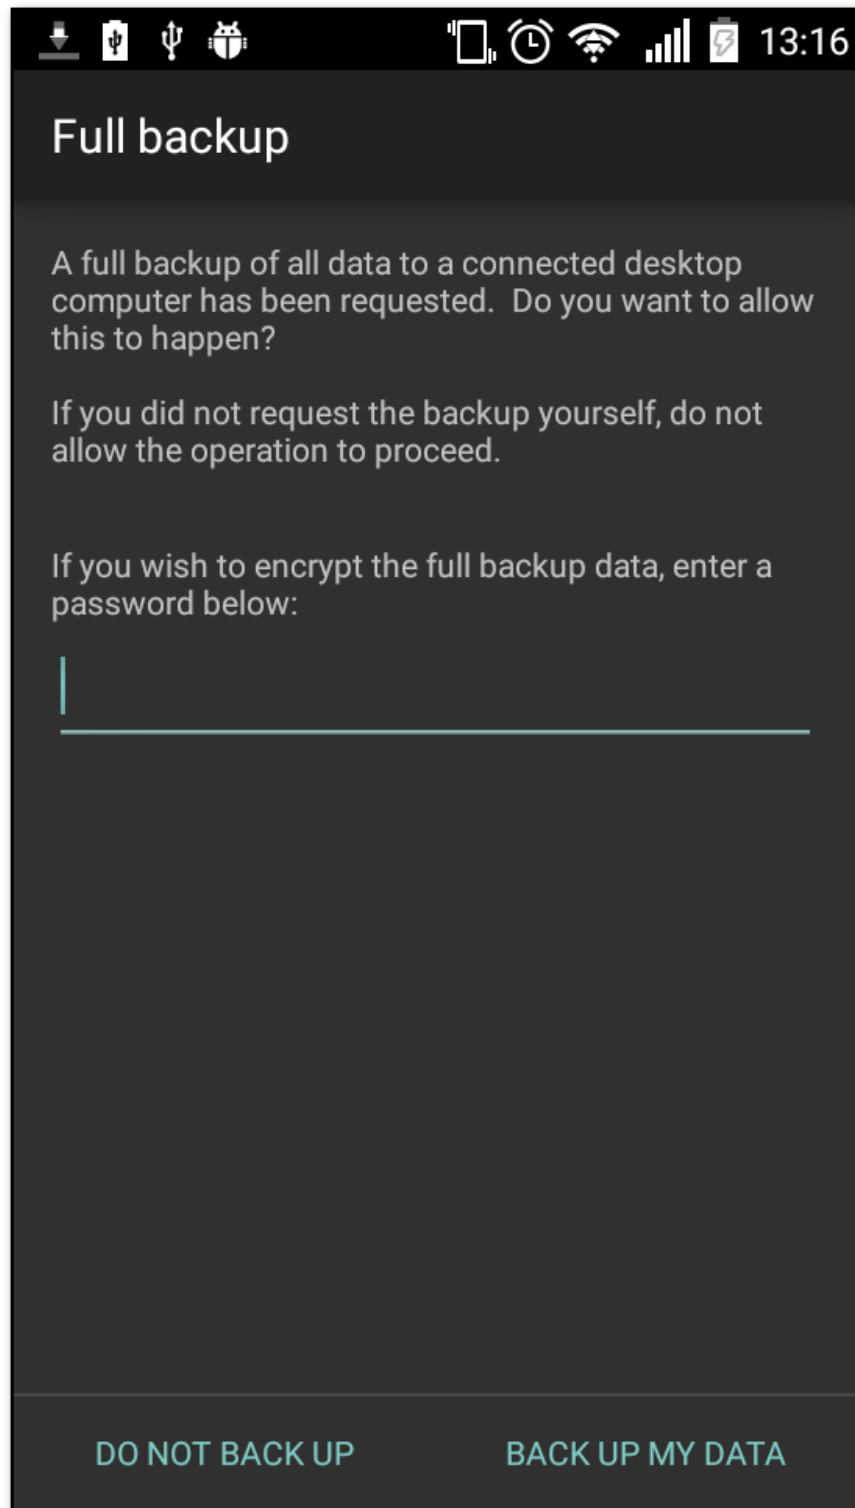 13:16
Full backup
A full backup of all data to a connected desktop
computer has been requested.  Do you want to allow
this to happen?
If you did not request the backup yourself, do not
allow the operation to proceed.
If you wish to encrypt the full backup data, enter a
password below:
DO NOT BACK UP
BACK UP MY DATA